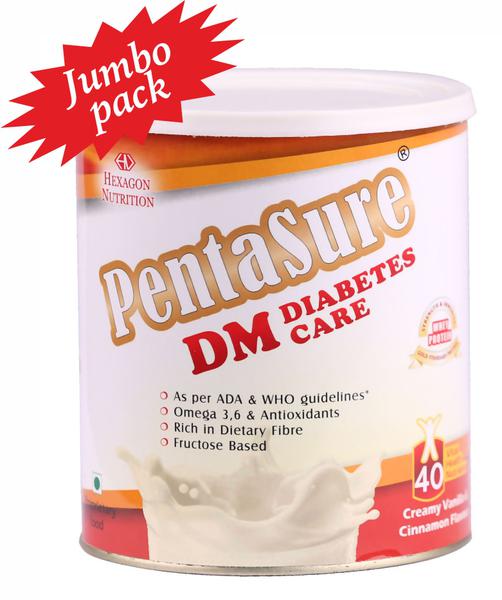 Jumbo
pack
HEXAGON
NUTRITION
PentaSure®
DM DIABETES
CARE
As per ADA & WHO guidelines*
Omega 3,6 & Antioxidants
Rich in Dietary Fibre
Fructose Based
WHEY
PROTEIN
40
Creamy Vanilla
Cinnamon
Food